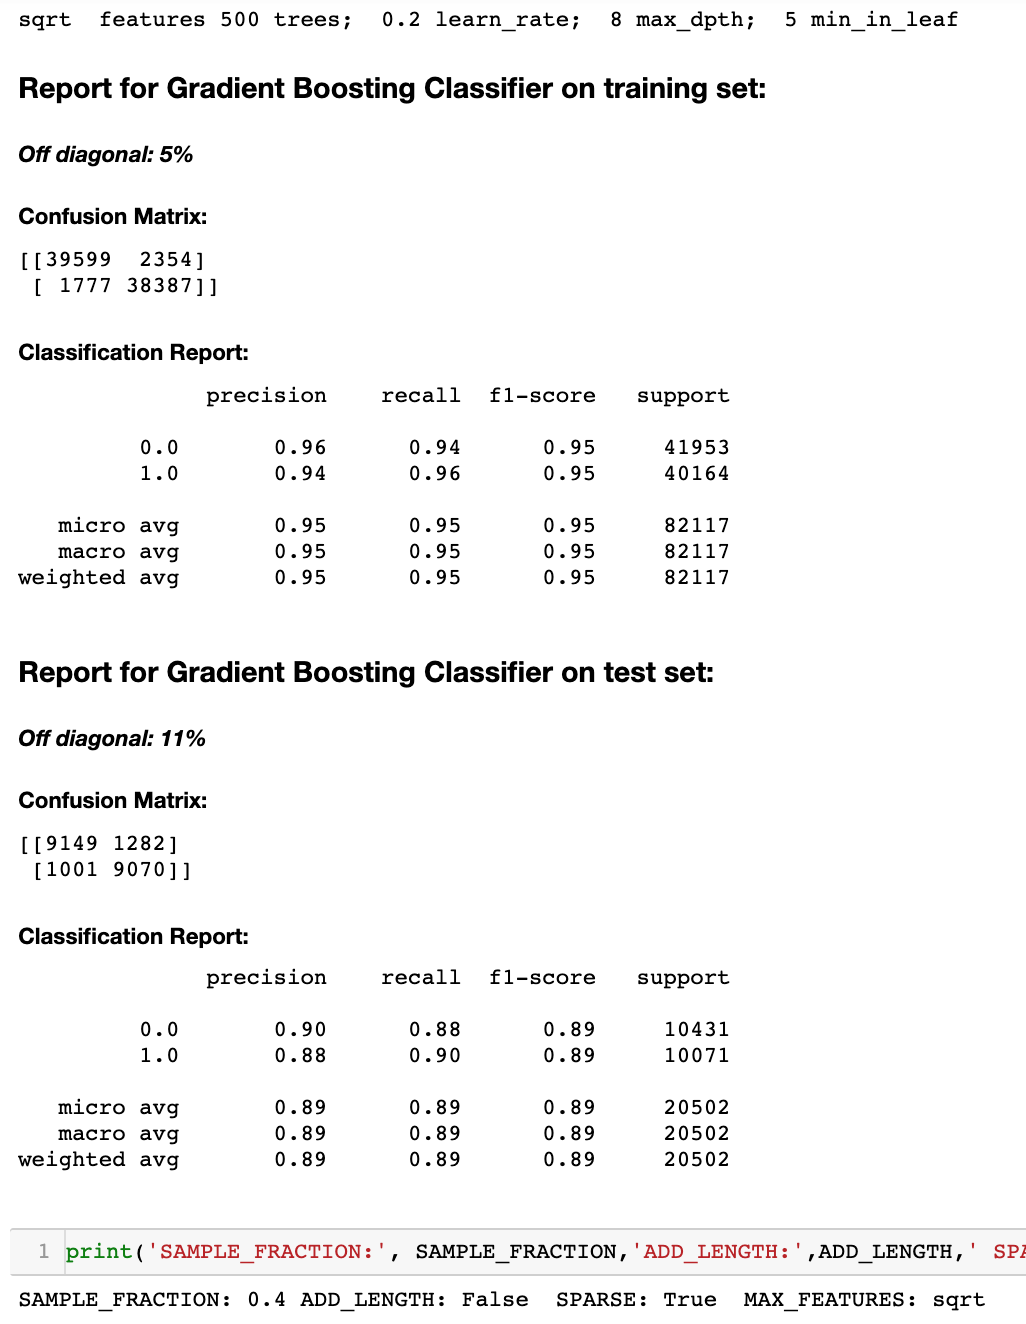 sqrt  features 500 trees;  0.2 learn_rate;  8 max_dpth;  5 min_in_leaf
Report for Gradient Boosting Classifier on training set:
Off diagonal: 5%
Confusion Matrix:
[[39599  2354]
 [ 1777 38387]]
Classification Report:
precision    recall  f1-score   support
0.0       0.96      0.94      0.95     41953
1.0       0.94      0.96      0.95     40164
micro avg       0.95      0.95      0.95     82117
macro avg       0.95      0.95      0.95     82117
weighted avg       0.95      0.95      0.95     82117
Report for Gradient Boosting Classifier on test set:
Off diagonal: 11%
Confusion Matrix:
[[9149 1282]
 [1001 9070]]
Classification Report:
precision    recall  f1-score   support
0.0       0.90      0.88      0.89     10431
1.0       0.88      0.90      0.89     10071
micro avg       0.89      0.89      0.89     20502
macro avg       0.89      0.89      0.89     20502
weighted avg       0.89      0.89      0.89     20502
1 print('SAMPLE_FRACTION:', SAMPLE_FRACTION,'ADD_LENGTH:',ADD_LENGTH,' SPA
SAMPLE_FRACTION: 0.4 ADD_LENGTH: False  SPARSE: True  MAX_FEATURES: sqrt